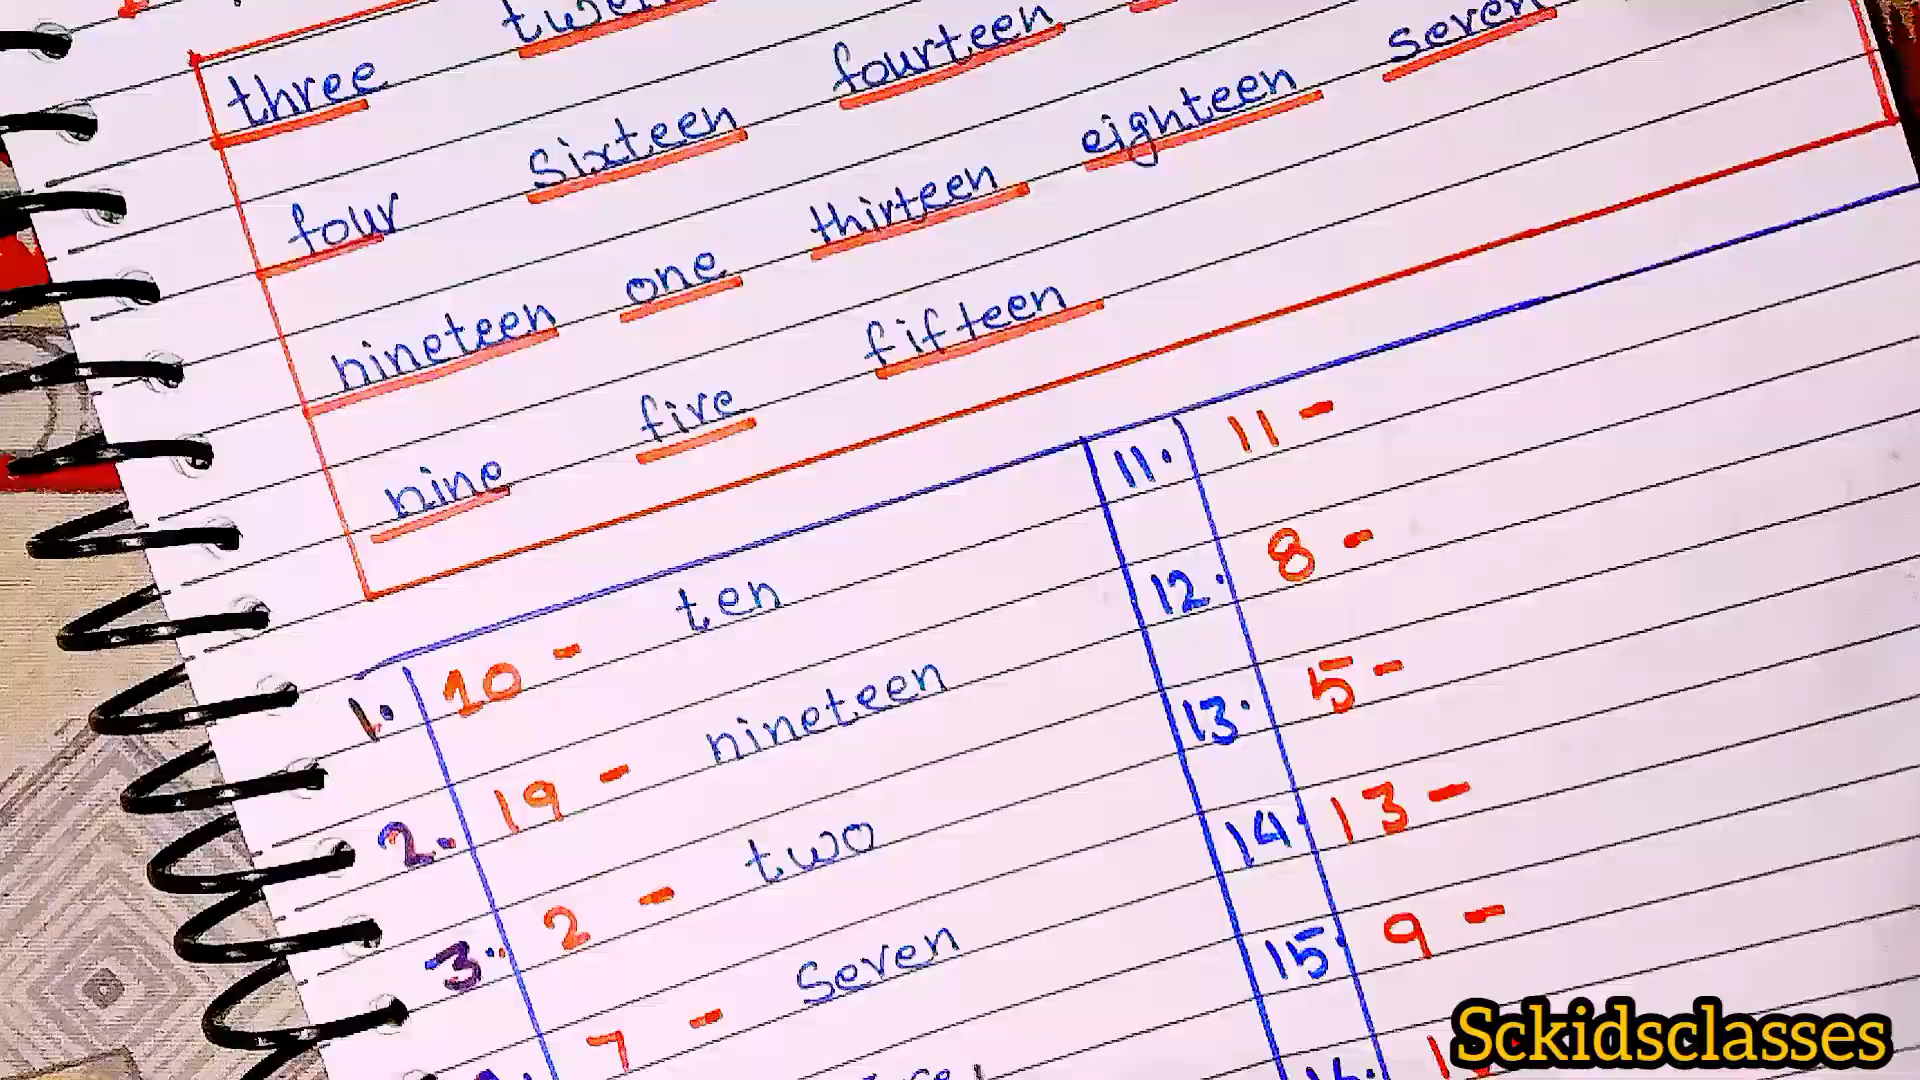 three
four sixteen fourteen
nineteen one thirteen eighteen seven
nine five fifteen
1. 10 - ten
2. 19 - nineteen
3. 2 - two
7 - seven
11. 11 -
12. 8 -
13. 5 -
14. 13 -
15. 9 -
Sckidsclasses